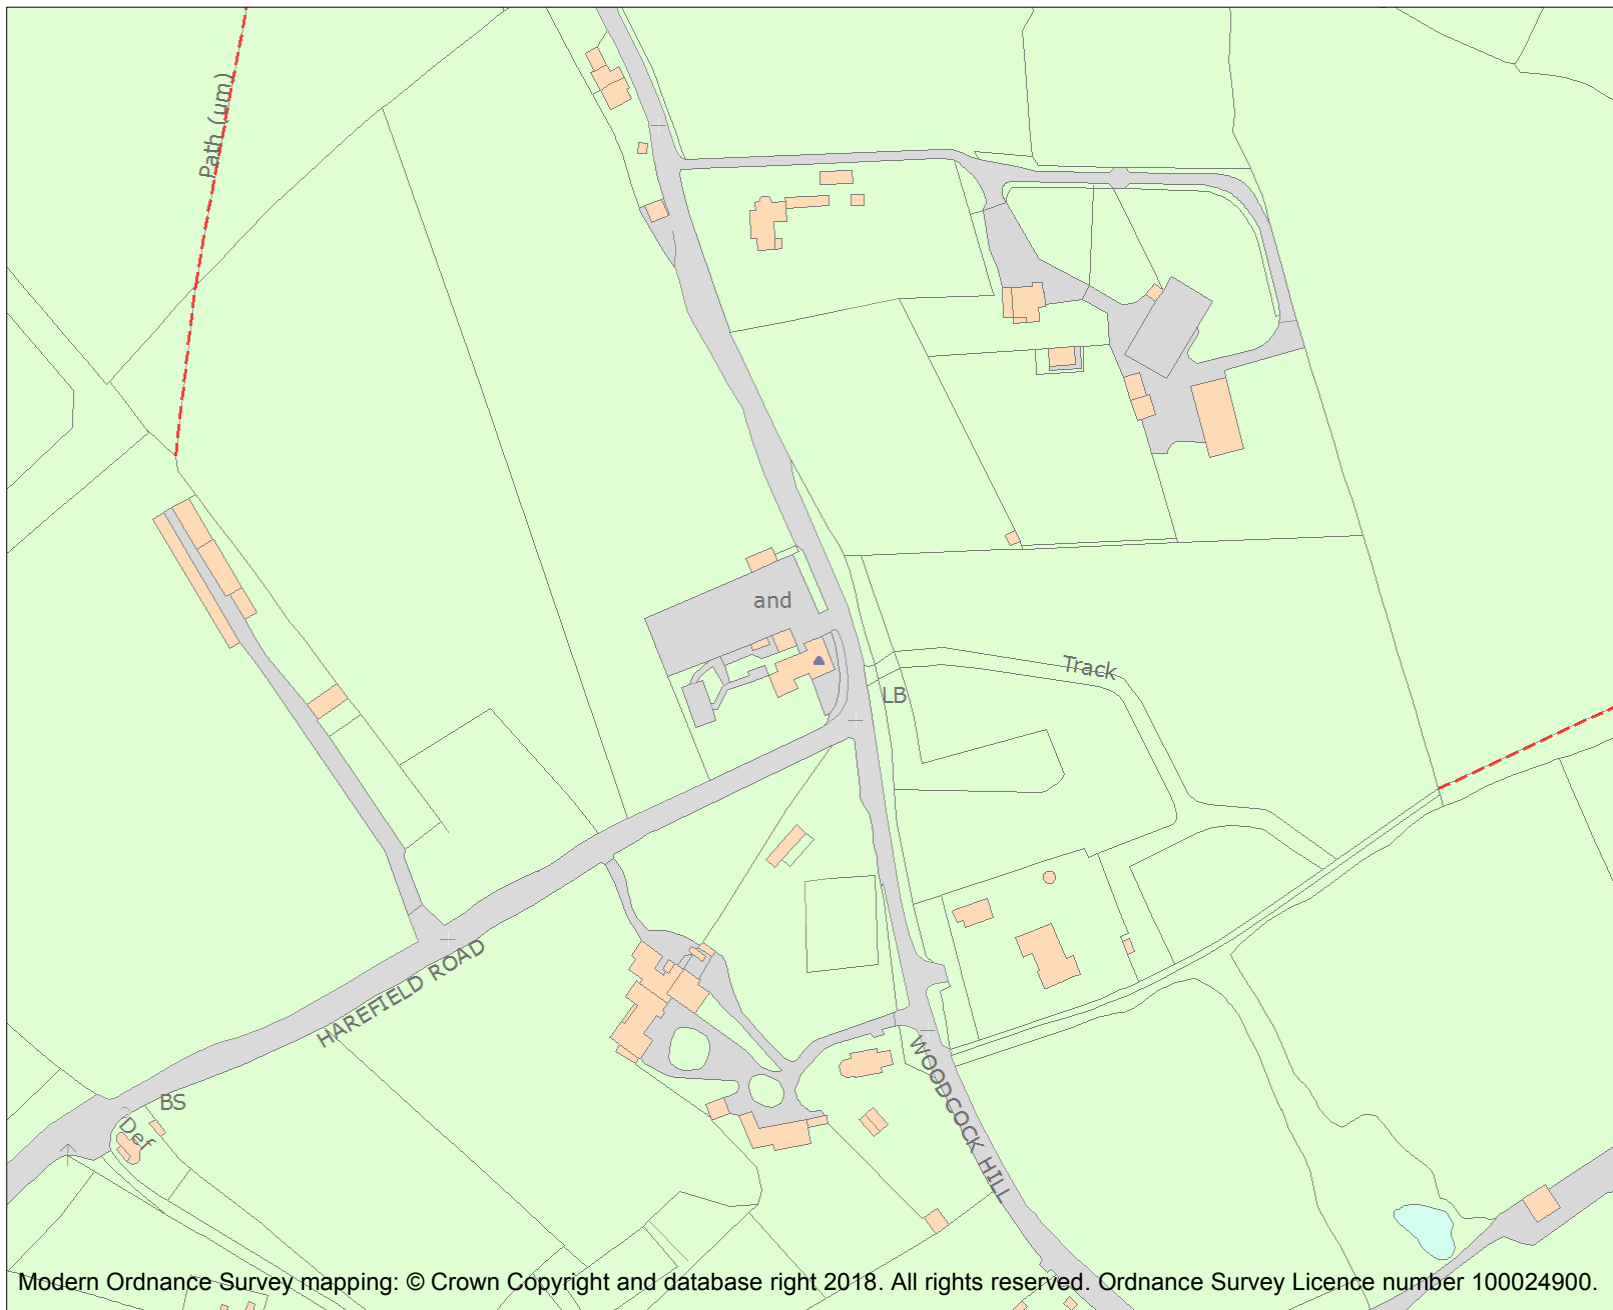 Path (um)
and
Track
LB
HAREFIELD ROAD
WOODCOCK HILL
BS
Def
Modern Ordnance Survey mapping: © Crown Copyright and database right 2018. All rights reserved. Ordnance Survey Licence number 100024900.